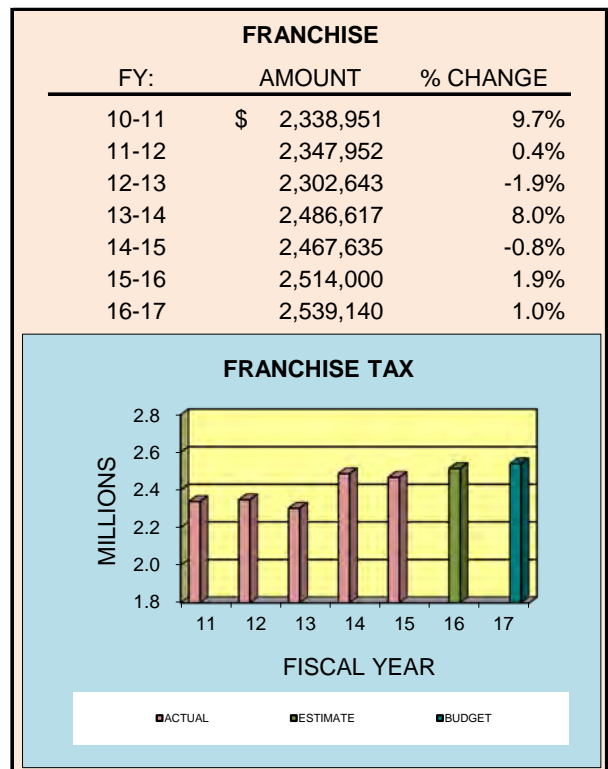 FRANCHISE
FY: AMOUNT % CHANGE
10-11 $ 2,338,951 9.7%
11-12 2,347,952 0.4%
12-13 2,302,643 -1.9%
13-14 2,486,617 8.0%
14-15 2,467,635 -0.8%
15-16 2,514,000 1.9%
16-17 2,539,140 1.0%
FRANCHISE TAX
2.8
2.6
2.4
2.2
2.0
1.8
MILLIONS
11 12 13 14 15 16 17
FISCAL YEAR
ACTUAL ESTIMATE BUDGET